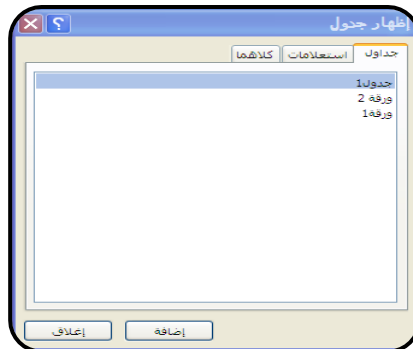 إظهار جدول
جداول استعلامات كلاهما
جدول1
ورقة 2
ورقة1
إضافة إغلاق